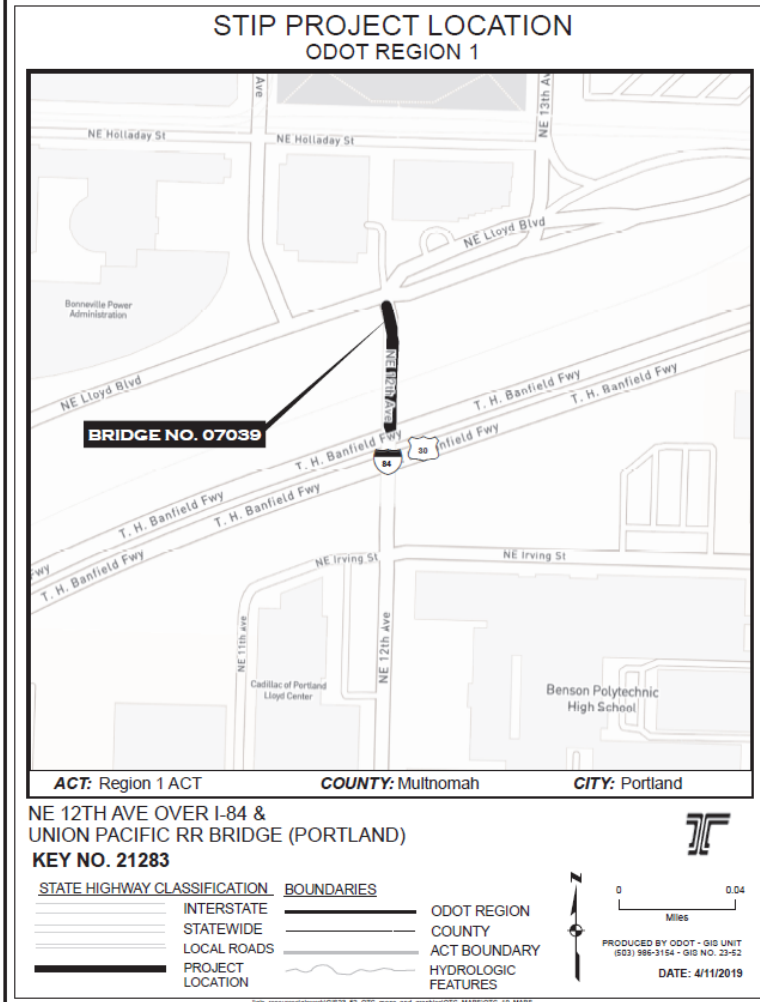 STIP PROJECT LOCATION
ODOT REGION 1
Ave
NE 13th Ave
NE Holladay St
NE Holladay St
NE Lloyd Blvd
Bonneville Power
Administration
NE Lloyd Blvd
NE 12th Ave
BRIDGE NO. 07039
T. H. Banfield Fwy
T. H. Banfield Fwy
T. H. Banfield Fwy
nfield Fwy
84
30
T. H. Banfield Fwy
T. H. Banfield Fwy
Fwy
T. H. Banfield Fwy
NE Irving St
NE Irving St
NE 11th Ave
NE 12th Ave
Cadillac of Portland
Lloyd Center
Benson Polytechnic
High School
ACT: Region 1 ACT COUNTY: Multnomah CITY: Portland
NE 12TH AVE OVER I-84 &
UNION PACIFIC RR BRIDGE (PORTLAND)
KEY NO. 21283
STATE HIGHWAY CLASSIFICATION
INTERSTATE
STATEWIDE
LOCAL ROADS
PROJECT
LOCATION
BOUNDARIES
ODOT REGION
COUNTY
ACT BOUNDARY
HYDROLOGIC
FEATURES
N
0 0.04
Miles
PRODUCED BY ODOT - GIS UNIT
(503) 986-3154 - GIS NO. 23-52
DATE: 4/11/2019